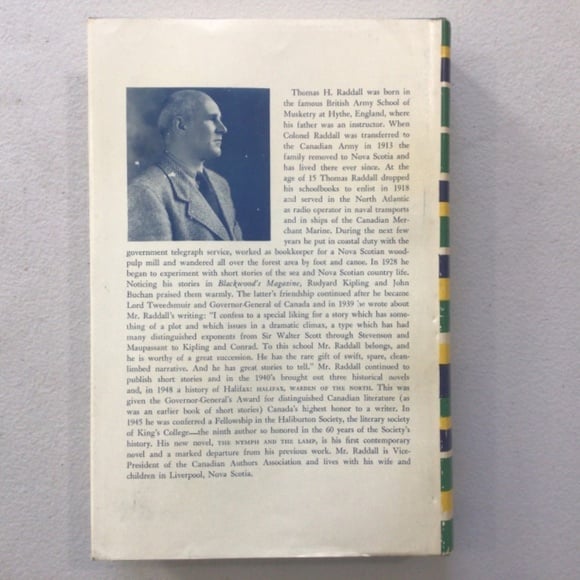 Thomas H. Raddall was born in
the famous British Army School of
Musketry at Hythe, England, where
his father was an instructor. When
Colonel Raddall was transferred to
the Canadian Army in 1913 the
family removed to Nova Scotia and
has lived there ever since. At the
age of 15 Thomas Raddall dropped
his schoolbooks to enlist in 1918
and served in the North Atlantic
as radio operator in naval transports
and in ships of the Canadian Mer-
chant Marine. During the next few
years he put in coastal duty with the
government telegraph service, worked as bookkeeper for a Nova Scotia wood-
pulp mill and wandered all over the forest area by foot and canoe. In 1928 he
began to experiment with short stories of the sea and Nova Scotian country life.
Noticing his stories in Blackwood's Magazine, Rudyard Kipling and John
Buchan praised them warmly. The latter's friendship continued after he became
Lord Tweedsmuir and Governor-General of Canada and in 1939 he wrote about
Mr. Raddall's writing: "I confess to a special liking for a story which has some-
thing of a plot and which issues in a dramatic climax, a type which has had
many distinguished exponents from Sir Walter Scott through Stevenson and
Maupassant to Kipling and Conrad. To this school Mr. Raddall belongs, and
he is worthy of a great succession. He has the rare gift of swift, spare, clean-
limbed narrative. And he has great stories to tell." Mr. Raddall continued to
publish short stories and in the 1940's brought out three historical novels
and, in 1948 a history of Halifax: HALIFAX, WARDEN OF THE NORTH. This was
given the Governor-General's Award for distinguished Canadian literature (as
was an earlier book of short stories) Canada's highest honor to a writer. In
1945 he was conferred a Fellowship in the Haliburton Society, the literary society
of King's College—the ninth author so honored in the 60 years of the Society's
history. His new novel, THE NYMPH AND THE LAMP, is his first contemporary
novel and a marked departure from his previous work. Mr. Raddall is Vice-
President of the Canadian Authors Association and lives with his wife and
children in Liverpool, Nova Scotia.